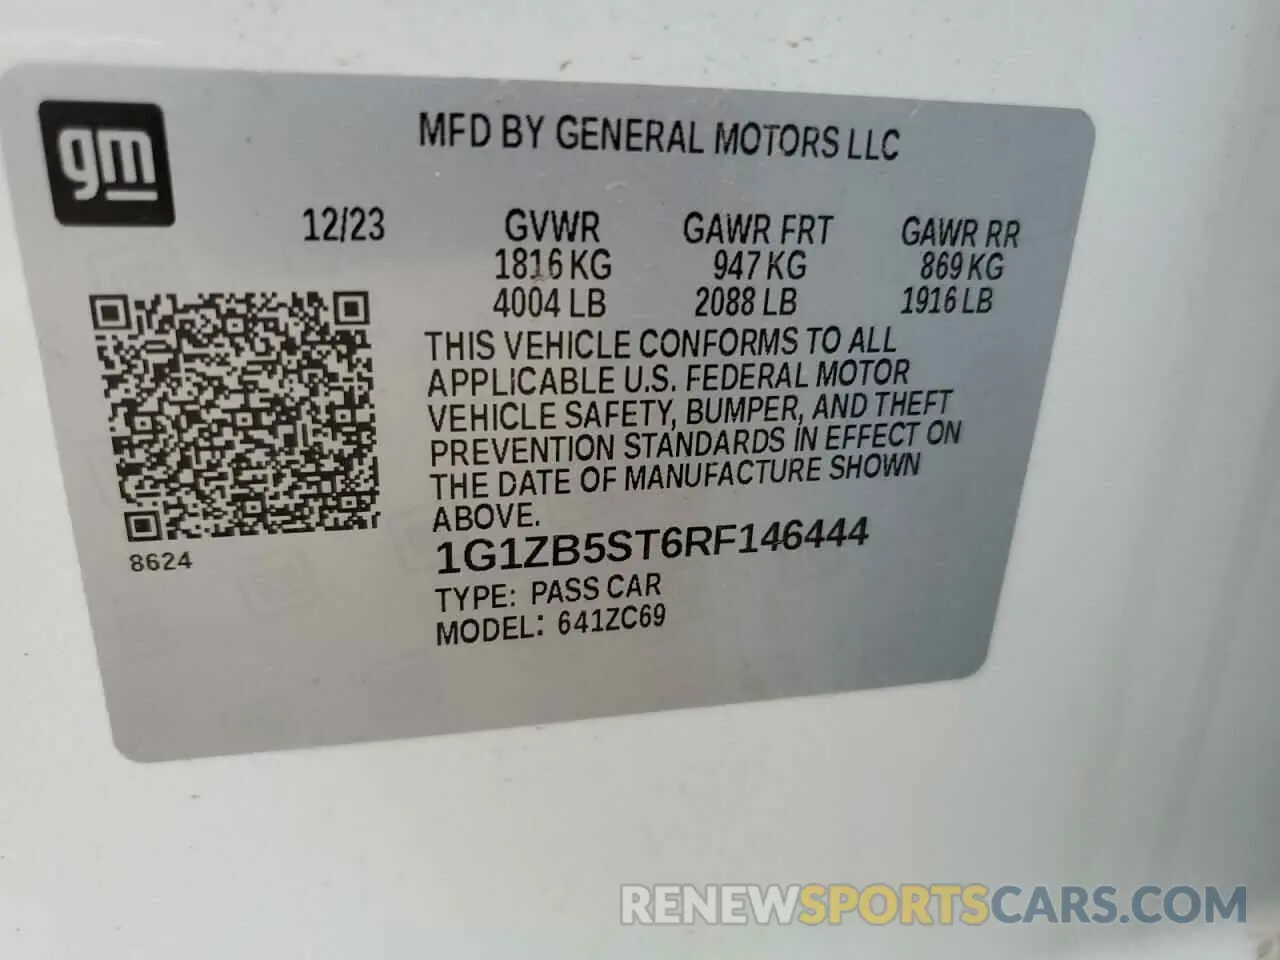 gm
MFD BY GENERAL MOTORS LLC
12/23 GVWR GAWR FRT GAWR RR
1816 KG 947 KG 869 KG
4004 LB 2088 LB 1916 LB
THIS VEHICLE CONFORMS TO ALL
APPLICABLE U.S. FEDERAL MOTOR
VEHICLE SAFETY, BUMPER, AND THEFT
PREVENTION STANDARDS IN EFFECT ON
THE DATE OF MANUFACTURE SHOWN
ABOVE.
8624
1G1ZB5ST6RF146444
TYPE: PASS CAR
MODEL: 641ZC69
RENEWSPORTSCARS.COM